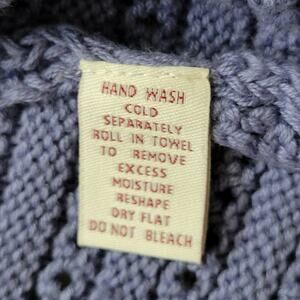 HAND WASH
COLD
SEPARATELY
ROLL IN TOWEL
TO REMOVE
EXCESS
MOISTURE
RESHAPE
DRY FLAT
DO NOT BLEACH